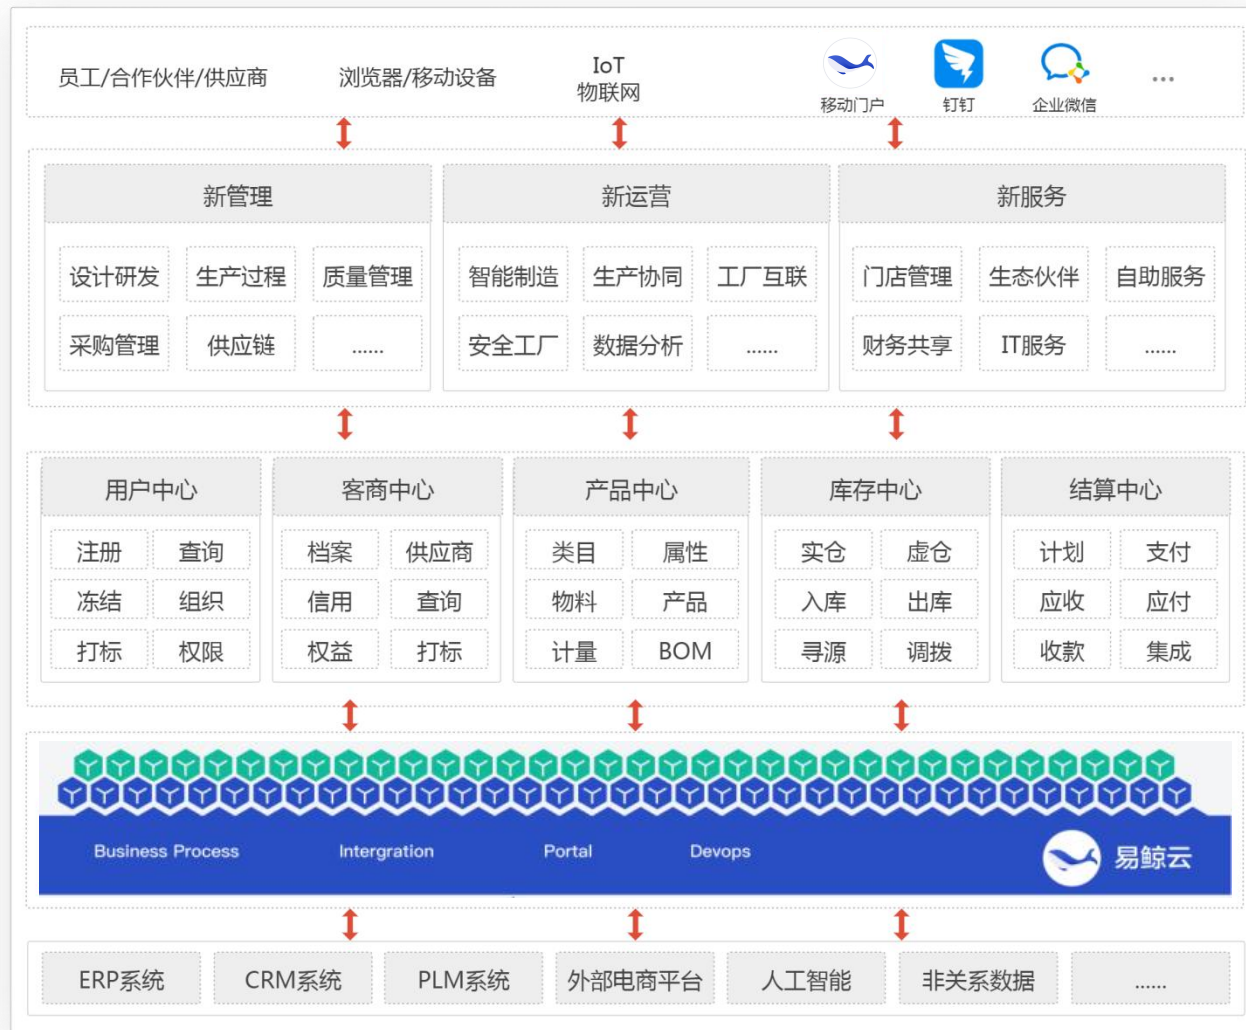 员工/合作伙伴/供应商
浏览器/移动设备
IoT
物联网
移动门户
钉钉
企业微信
...
新管理
新运营
新服务
设计研发 生产过程 质量管理
智能制造 生产协同 工厂互联
门店管理 生态伙伴 自助服务
采购管理 供应链 ......
安全工厂 数据分析 ......
财务共享 IT服务 ......
用户中心
客商中心
产品中心
库存中心
结算中心
注册 查询
档案 供应商
类目 属性
实仓 虚仓
计划 支付
冻结 组织
信用 查询
物料 产品
入库 出库
应收 应付
打标 权限
权益 打标
计量 BOM
寻源 调拨
收款 集成
Business Process
Intergration
Portal
Devops
易鲸云
ERP系统
CRM系统
PLM系统
外部电商平台
人工智能
非关系数据
......